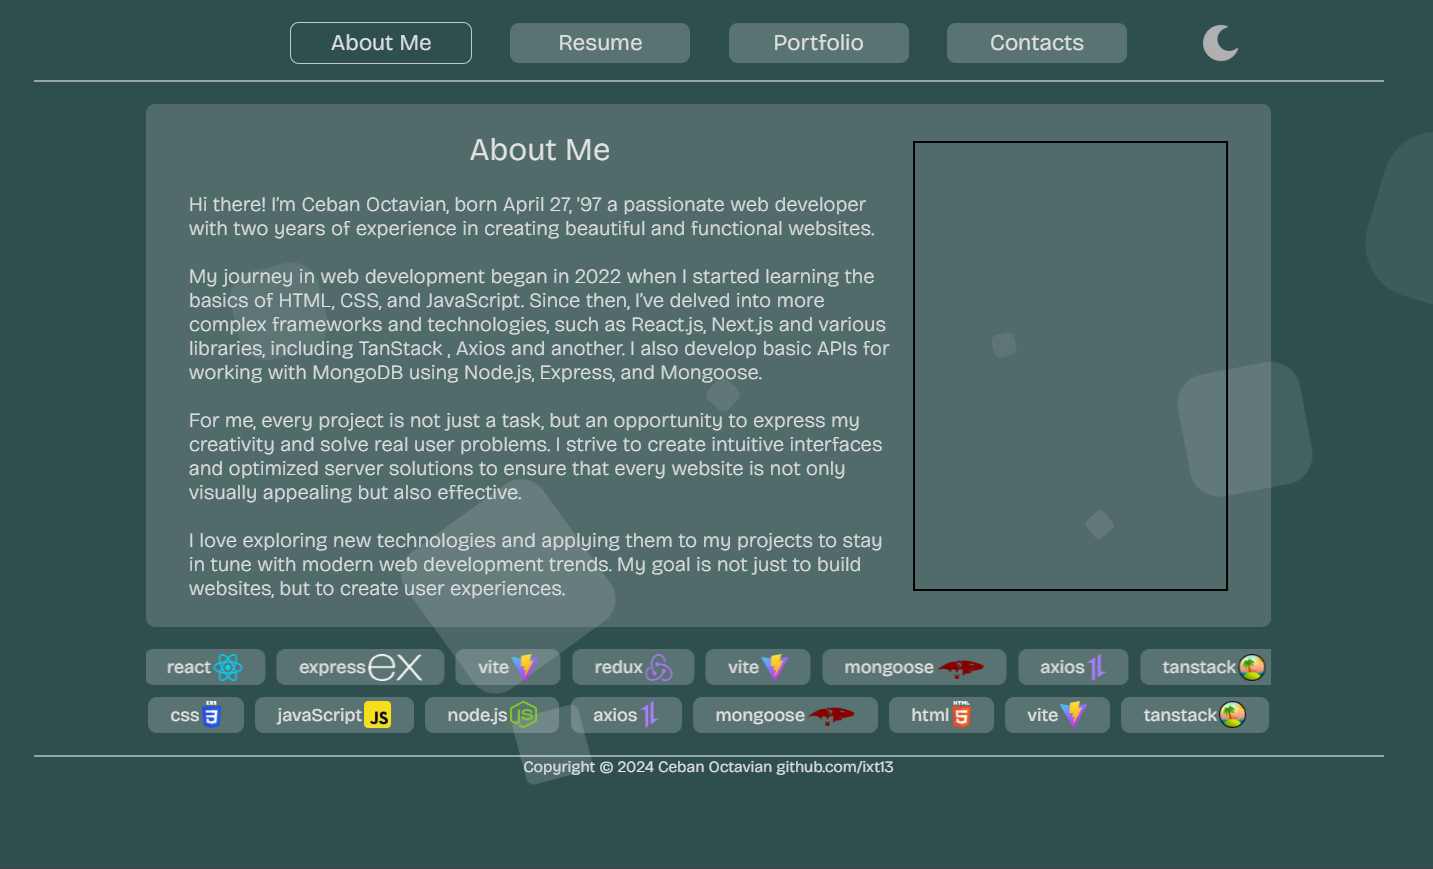 About Me
Resume
Portfolio
Contacts
About Me
Hi there! I'm Ceban Octavian, born April 27, '97 a passionate web developer
with two years of experience in creating beautiful and functional websites.
My journey in web development began in 2022 when I started learning the
basics of HTML, CSS, and JavaScript. Since then, I've delved into more
complex frameworks and technologies, such as React.js, Next.js and various
libraries, including TanStack , Axios and another. I also develop basic APIs for
working with MongoDB using Node.js, Express, and Mongoose.
For me, every project is not just a task, but an opportunity to express my
creativity and solve real user problems. I strive to create intuitive interfaces
and optimized server solutions to ensure that every website is not only
visually appealing but also effective.
I love exploring new technologies and applying them to my projects to stay
in tune with modern web development trends. My goal is not just to build
websites, but to create user experiences.
react
express ex
vite
redux
vite
mongoose
axios
tanstack
css CSS 3
javaScript JS
node.js JS
axios
mongoose
html HTML 5
vite
tanstack
Copyright © 2024 Ceban Octavian github.com/ixt13